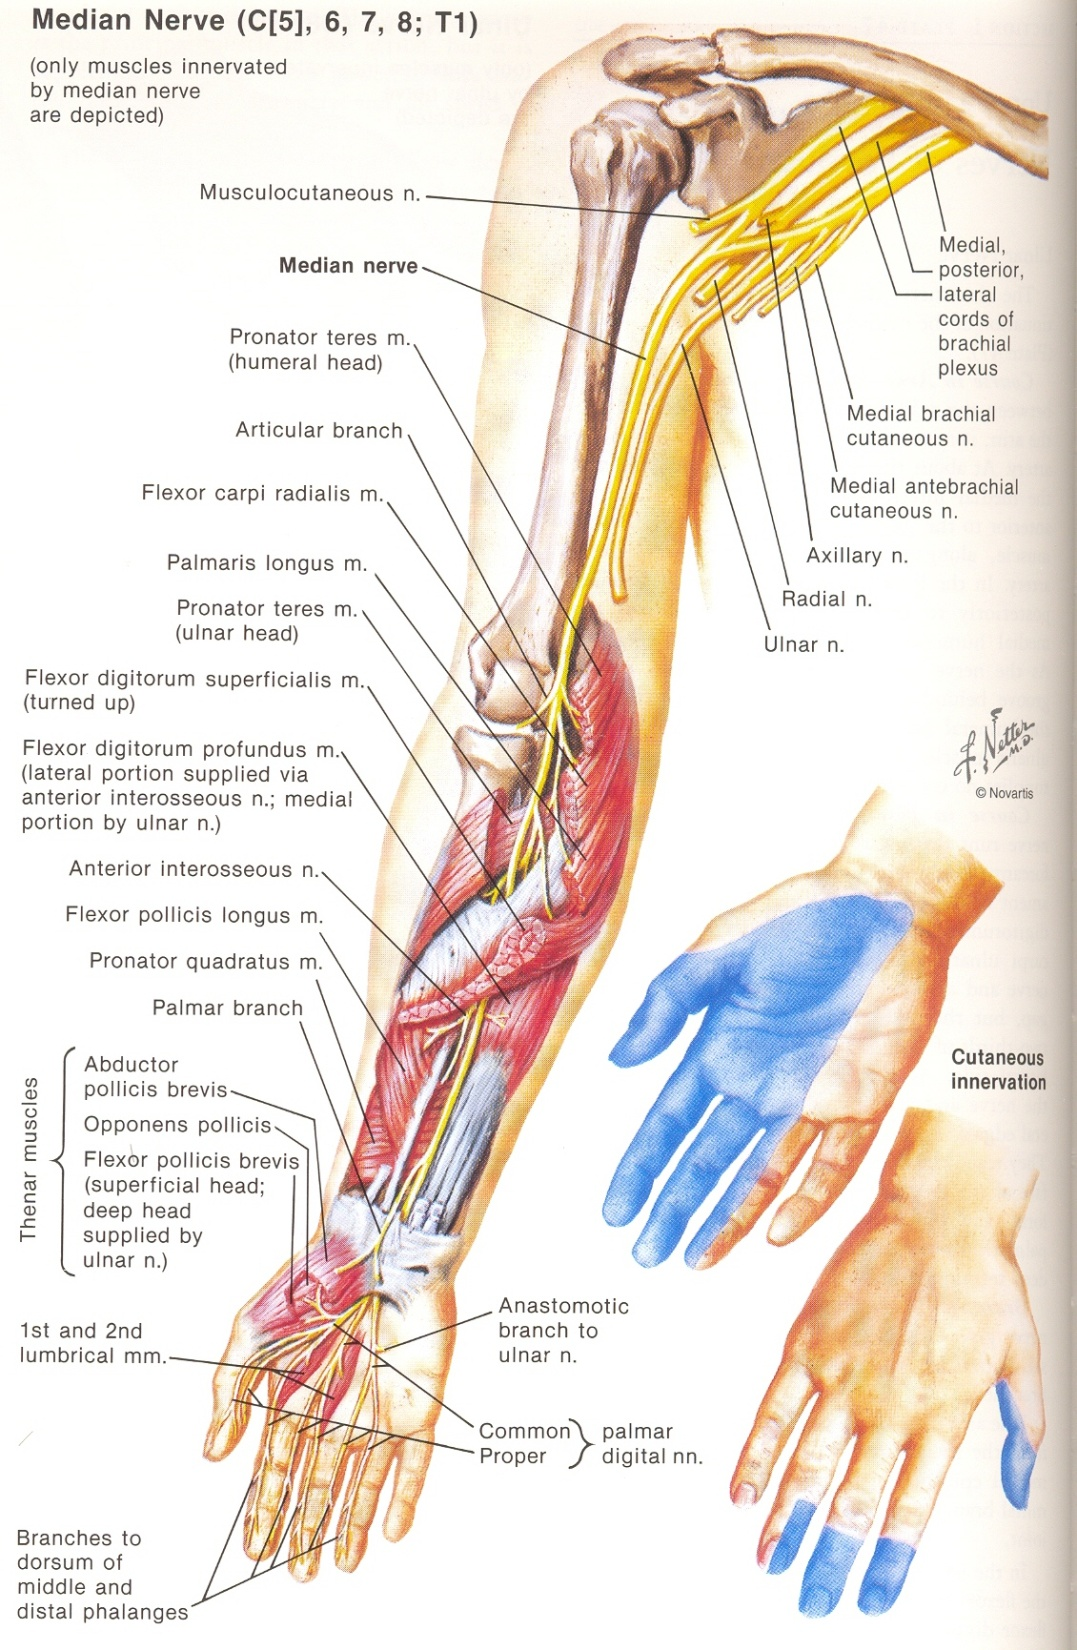 Median Nerve (C[5], 6, 7, 8; T1)
(only muscles innervated
by median nerve
are depicted)
Musculocutaneous n.
Median nerve
Pronator teres m.
(humeral head)
Articular branch
Flexor carpi radialis m.
Palmaris longus m.
Pronator teres m.
(ulnar head)
Flexor digitorum superficialis m.
(turned up)
Flexor digitorum profundus m.
(lateral portion supplied via
anterior interosseous n.; medial
portion by ulnar n.)
Anterior interosseous n.
Flexor pollicis longus m.
Pronator quadratus m.
Palmar branch
Thenar muscles
Abductor
pollicis brevis
Opponens pollicis
Flexor pollicis brevis
(superficial head;
deep head
supplied by
ulnar n.)
1st and 2nd
lumbrical mm.
Branches to
dorsum of
middle and
distal phalanges
Medial,
posterior,
lateral
cords of
brachial
plexus
Medial brachial
cutaneous n.
Medial antebrachial
cutaneous n.
Axillary n.
Radial n.
Ulnar n.
F. Netter
M.D.
© Novartis
Cutaneous
innervation
Anastomotic
branch to
ulnar n.
Common
Proper
palmar
digital nn.